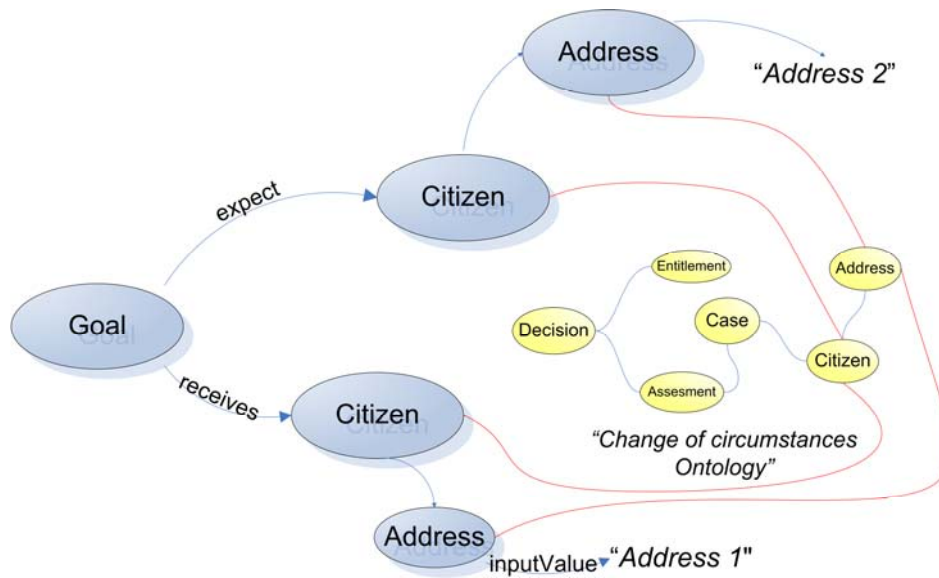 Address
“Address 2”
Citizen
expect
Entitlement
Address
Goal
Decision
Case
Citizen
receives
Assesment
Citizen
“Change of circumstances
Ontology”
Address
inputValue
“Address 1"